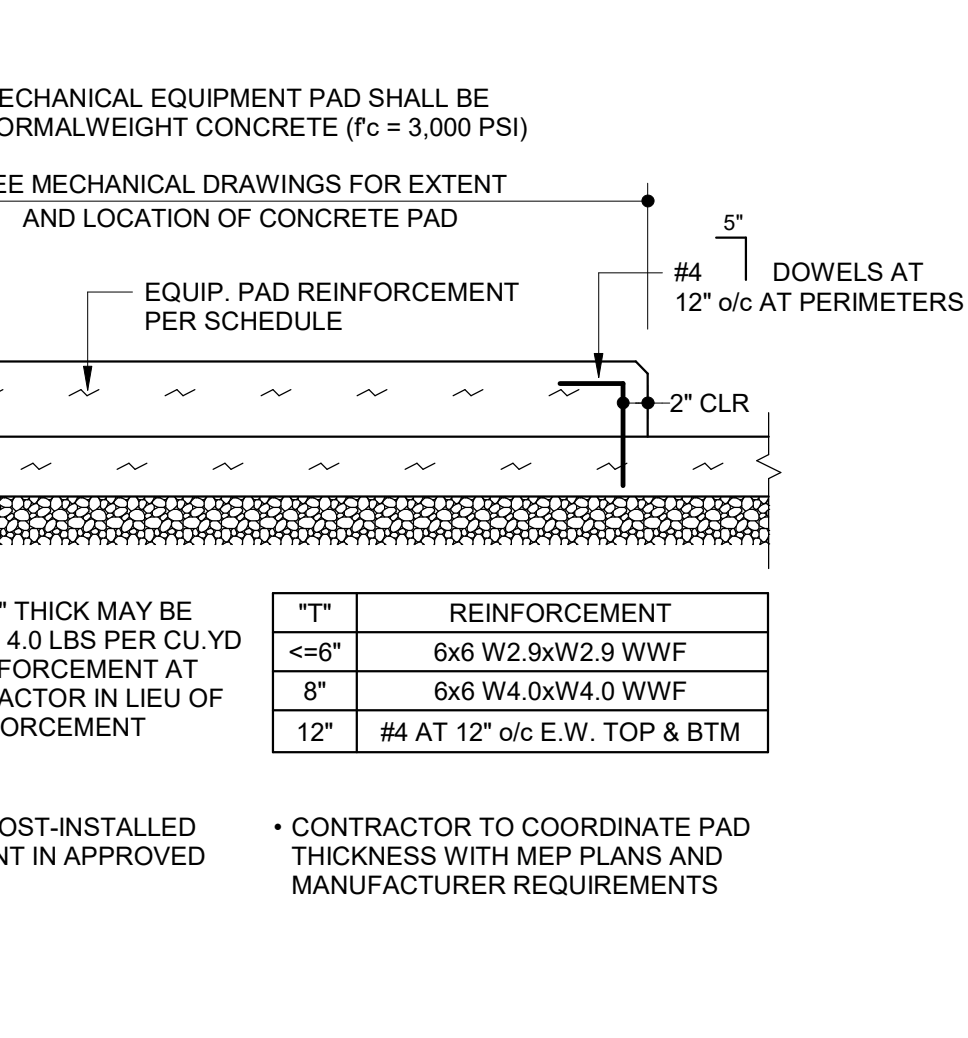 ECHANICAL EQUIPMENT PAD SHALL BE
ORMALWEIGHT CONCRETE (f'c = 3,000 PSI)
EE MECHANICAL DRAWINGS FOR EXTENT
AND LOCATION OF CONCRETE PAD
5"
#4 DOWELS AT
12" o/c AT PERIMETERS
EQUIP. PAD REINFORCEMENT
PER SCHEDULE
2" CLR
" THICK MAY BE
4.0 LBS PER CU.YD
FORCEMENT AT
ACTOR IN LIEU OF
ORCEMENT
"T" REINFORCEMENT
<=6" 6x6 W2.9xW2.9 WWF
8" 6x6 W4.0xW4.0 WWF
12" #4 AT 12" o/c E.W. TOP & BTM
OST-INSTALLED
NT IN APPROVED
• CONTRACTOR TO COORDINATE PAD
THICKNESS WITH MEP PLANS AND
MANUFACTURER REQUIREMENTS